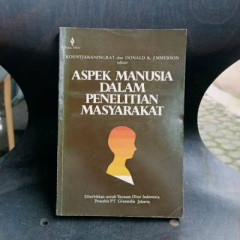 KOENTJARANINGRAT dan DONALD K. EMMERSON
editor
ASPEK MANUSIA
DALAM
PENELITIAN
MASYARAKAT
Diterbitkan untuk Yayasan Obor Indonesia
Penerbit PT Gramedia Jakarta